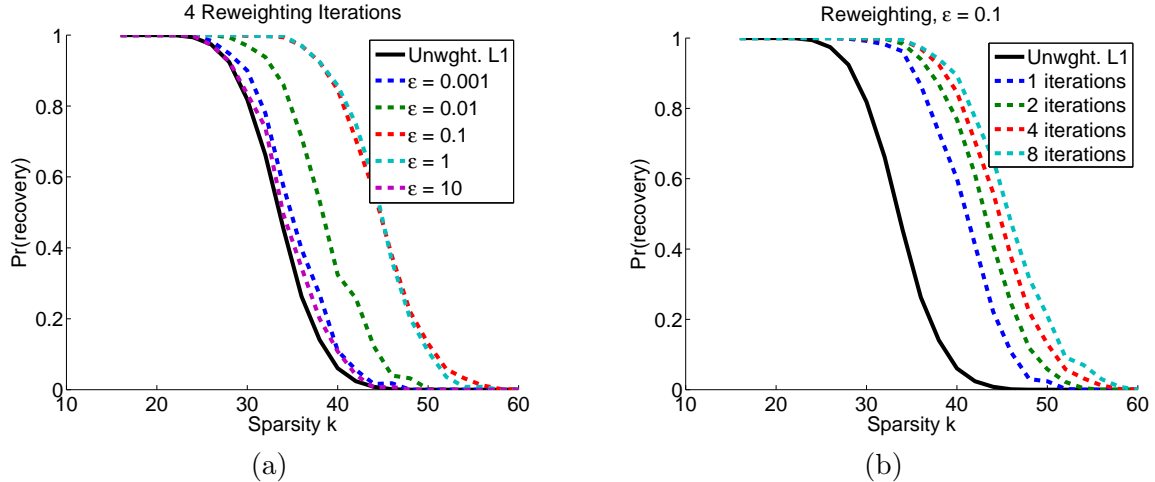 4 Reweighting Iterations
Pr(recovery)
1
0.8
0.6
0.4
0.2
0
10
20
30
40
50
60
Sparsity k
Unwght. L1
ε = 0.001
ε = 0.01
ε = 0.1
ε = 1
ε = 10
(a)
Reweighting, ε = 0.1
Pr(recovery)
1
0.8
0.6
0.4
0.2
0
10
20
30
40
50
60
Sparsity k
Unwght. L1
1 iterations
2 iterations
4 iterations
8 iterations
(b)